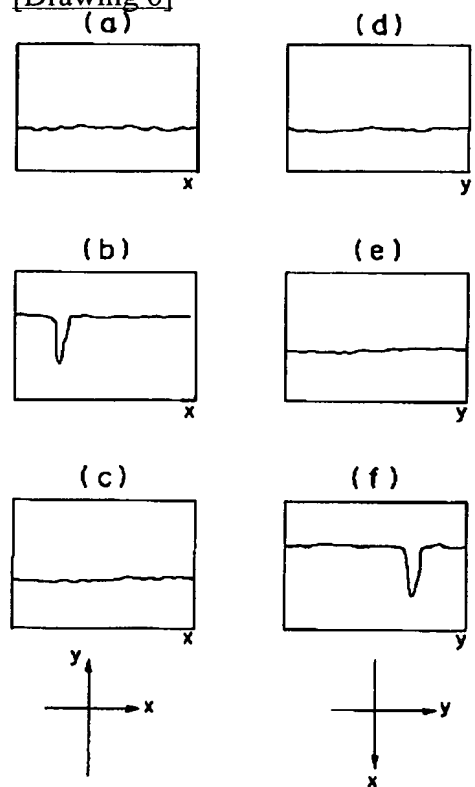 [Drawing 6]
(a) (d)
x y
(b) (e)
x y
(c) (f)
x y
y
x y
x